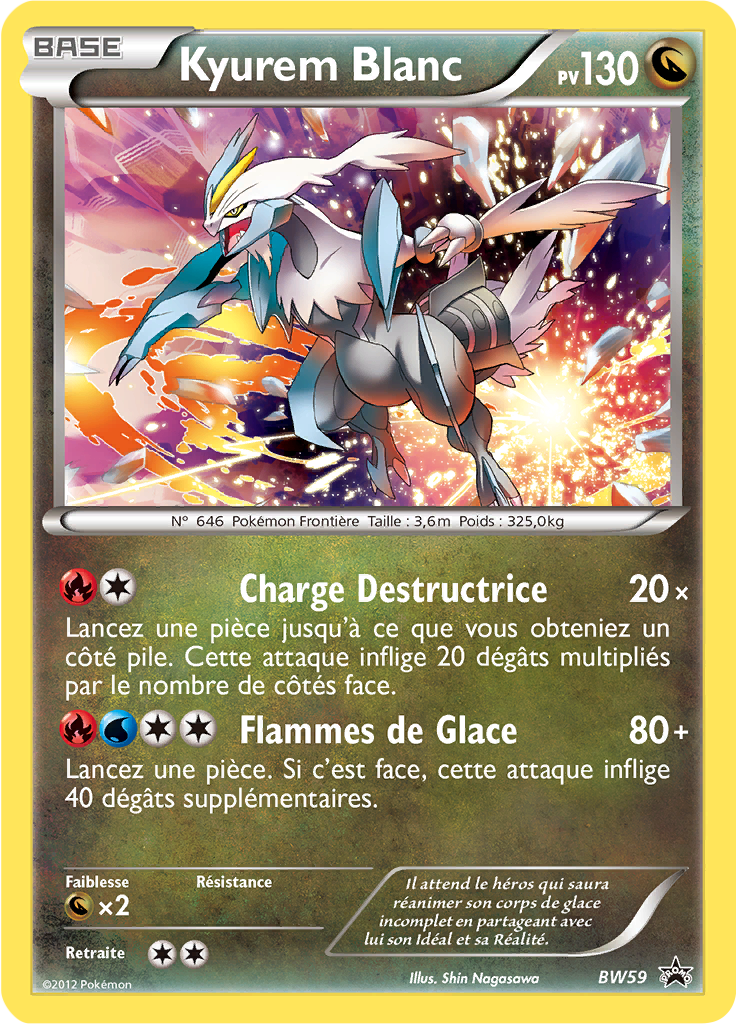 BASE
Kyurem Blanc
PV130
Nº 646 Pokémon Frontière Taille : 3,6m Poids : 325,0kg
Charge Destructrice 20×
Lancez une pièce jusqu'à ce que vous obteniez un
côté pile. Cette attaque inflige 20 dégâts multipliés
par le nombre de côtés face.
Flammes de Glace 80+
Lancez une pièce. Si c'est face, cette attaque inflige
40 dégâts supplémentaires.
Faiblesse Résistance
×2
Retraite
Il attend le héros qui saura
réanimer son corps de glace
incomplet en partageant avec
lui son Idéal et sa Réalité.
©2012 Pokémon
Illus. Shin Nagasawa
BW59
PROMO